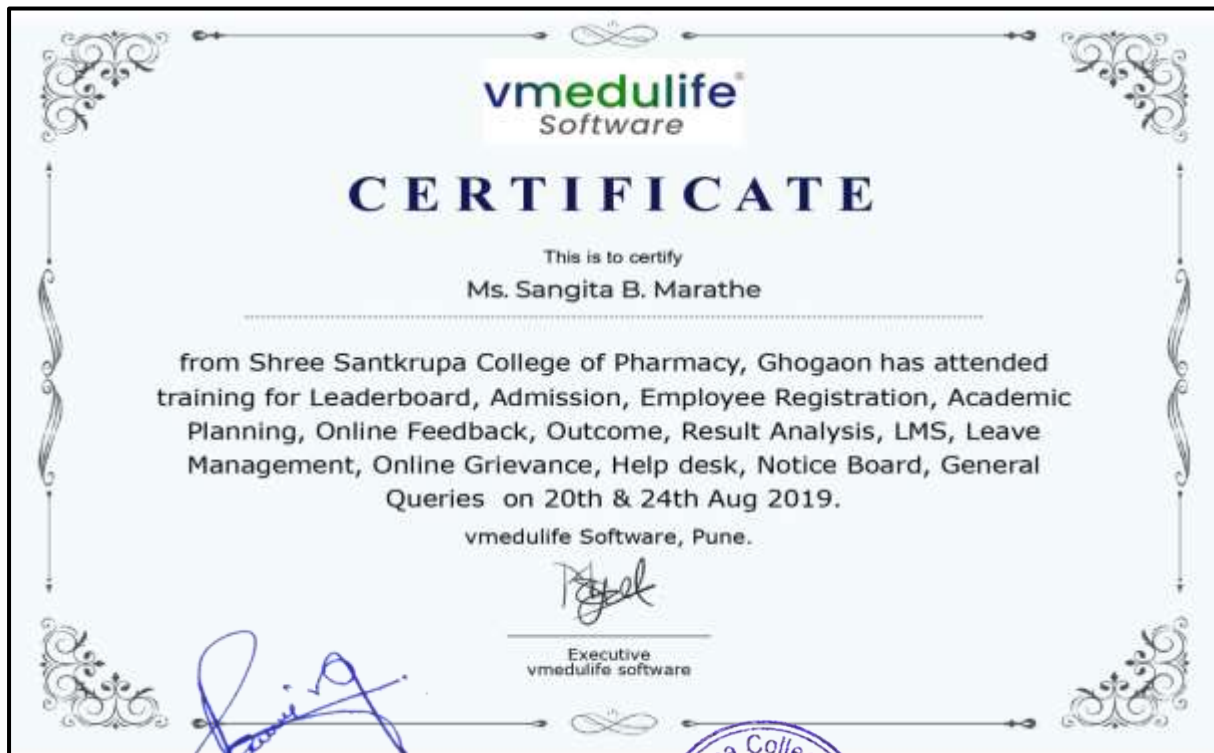 vmedulife®
Software
CERTIFICATE
This is to certify
Ms. Sangita B. Marathe
from Shree Santkrupa College of Pharmacy, Ghogaon has attended
training for Leaderboard, Admission, Employee Registration, Academic
Planning, Online Feedback, Outcome, Result Analysis, LMS, Leave
Management, Online Grievance, Help desk, Notice Board, General
Queries on 20th & 24th Aug 2019.
vmedulife Software, Pune.
Executive
vmedulife software